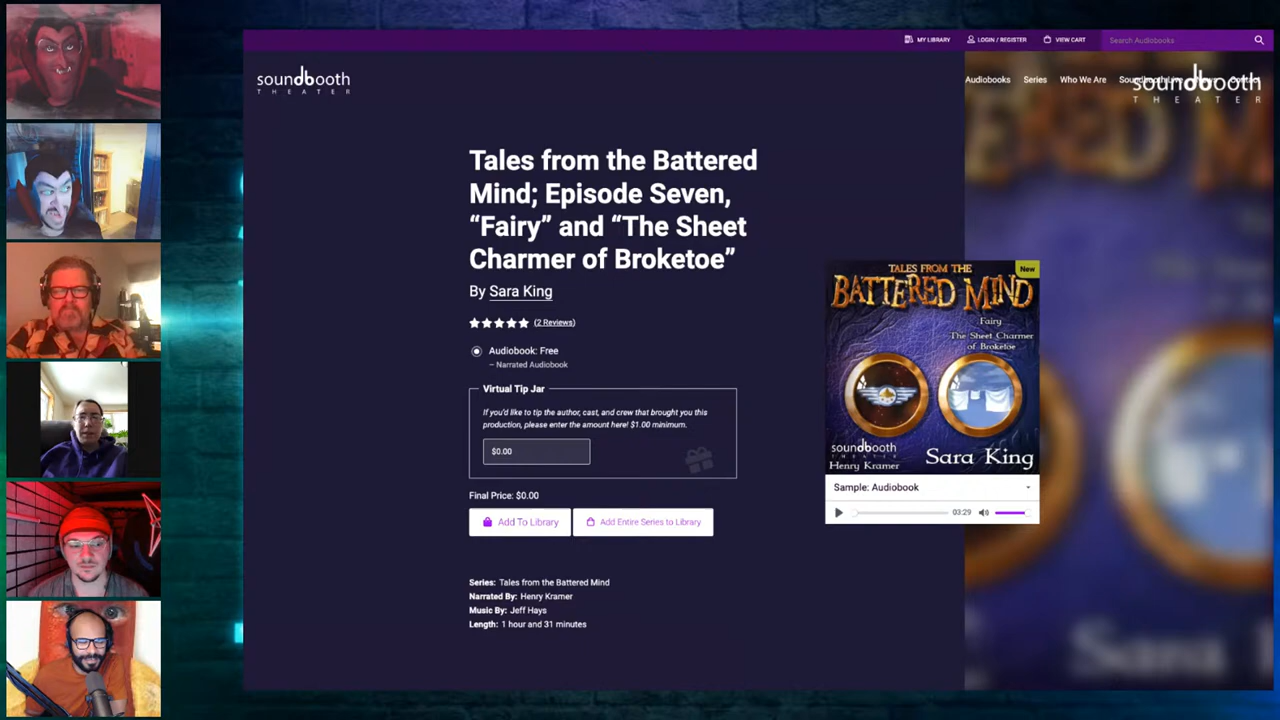 MY LIBRARY
LOGIN / REGISTER
VIEW CART
Search Audiobooks
soundbooth
THEATER
Audiobooks
Series
Who We Are
Soundbooth Live
soundbooth
THEATER
Tales from the Battered
Mind; Episode Seven,
“Fairy” and “The Sheet
Charmer of Broketoe”
By Sara King
(2 Reviews)
Audiobook: Free
– Narrated Audiobook
Virtual Tip Jar
If you'd like to tip the author, cast, and crew that brought you this
production, please enter the amount here! $1.00 minimum.
$0.00
Final Price: $0.00
Add To Library
Add Entire Series to Library
Series: Tales from the Battered Mind
Narrated By: Henry Kramer
Music By: Jeff Hays
Length: 1 hour and 31 minutes
New
TALES FROM THE
BATTERED MIND
Fairy
The Sheet Charmer
of Broketoe
soundbooth
THEATER
Henry Kramer
Sara King
Sample: Audiobook
03:29
Sara